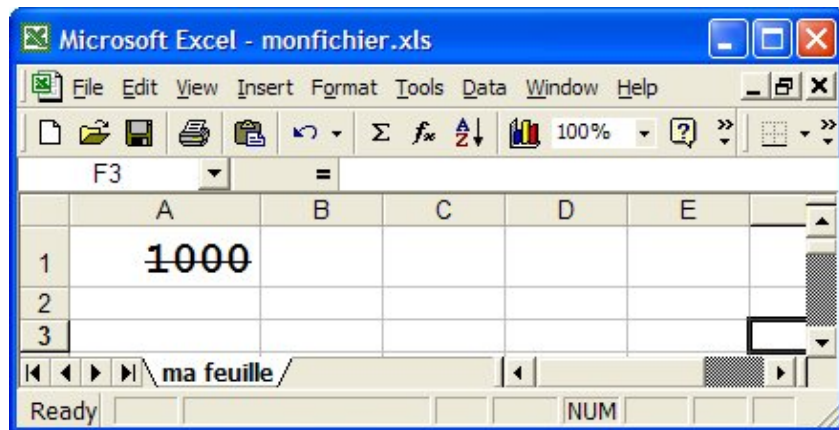 Microsoft Excel - monfichier.xls
File Edit View Insert Format Tools Data Window Help
Σ fx A Z 100% ? » »
F3 =
A B C D E
1 1000
2
3
ma feuille
Ready NUM